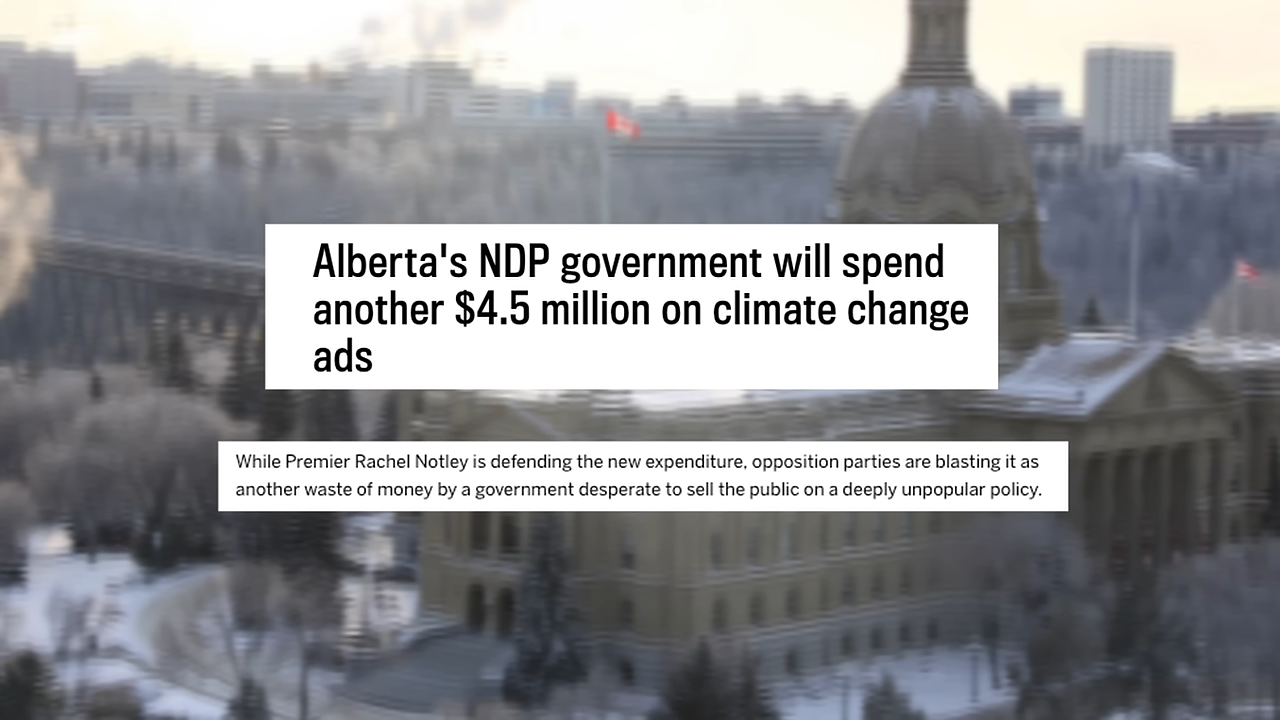 Alberta's NDP government will spend
another $4.5 million on climate change
ads
While Premier Rachel Notley is defending the new expenditure, opposition parties are blasting it as
another waste of money by a government desperate to sell the public on a deeply unpopular policy.